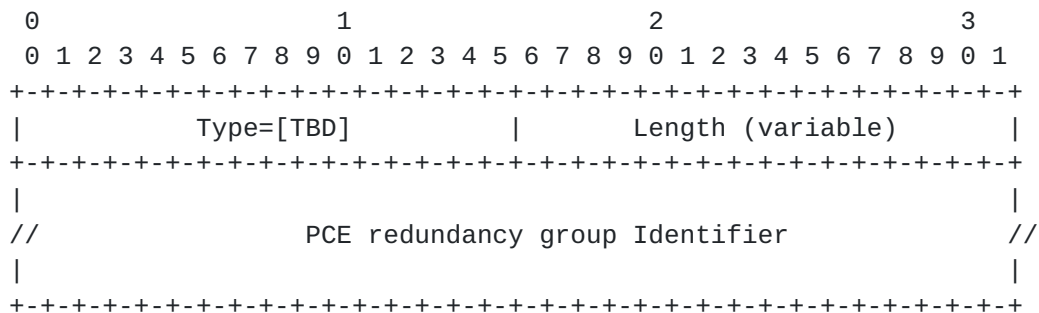 0                   1                   2                   3
 0 1 2 3 4 5 6 7 8 9 0 1 2 3 4 5 6 7 8 9 0 1 2 3 4 5 6 7 8 9 0 1
+-+-+-+-+-+-+-+-+-+-+-+-+-+-+-+-+-+-+-+-+-+-+-+-+-+-+-+-+-+-+-+-+
|           Type=[TBD]          |       Length (variable)       |
+-+-+-+-+-+-+-+-+-+-+-+-+-+-+-+-+-+-+-+-+-+-+-+-+-+-+-+-+-+-+-+-+
|                                                               |
//                 PCE redundancy group Identifier              //
|                                                               |
+-+-+-+-+-+-+-+-+-+-+-+-+-+-+-+-+-+-+-+-+-+-+-+-+-+-+-+-+-+-+-+-+